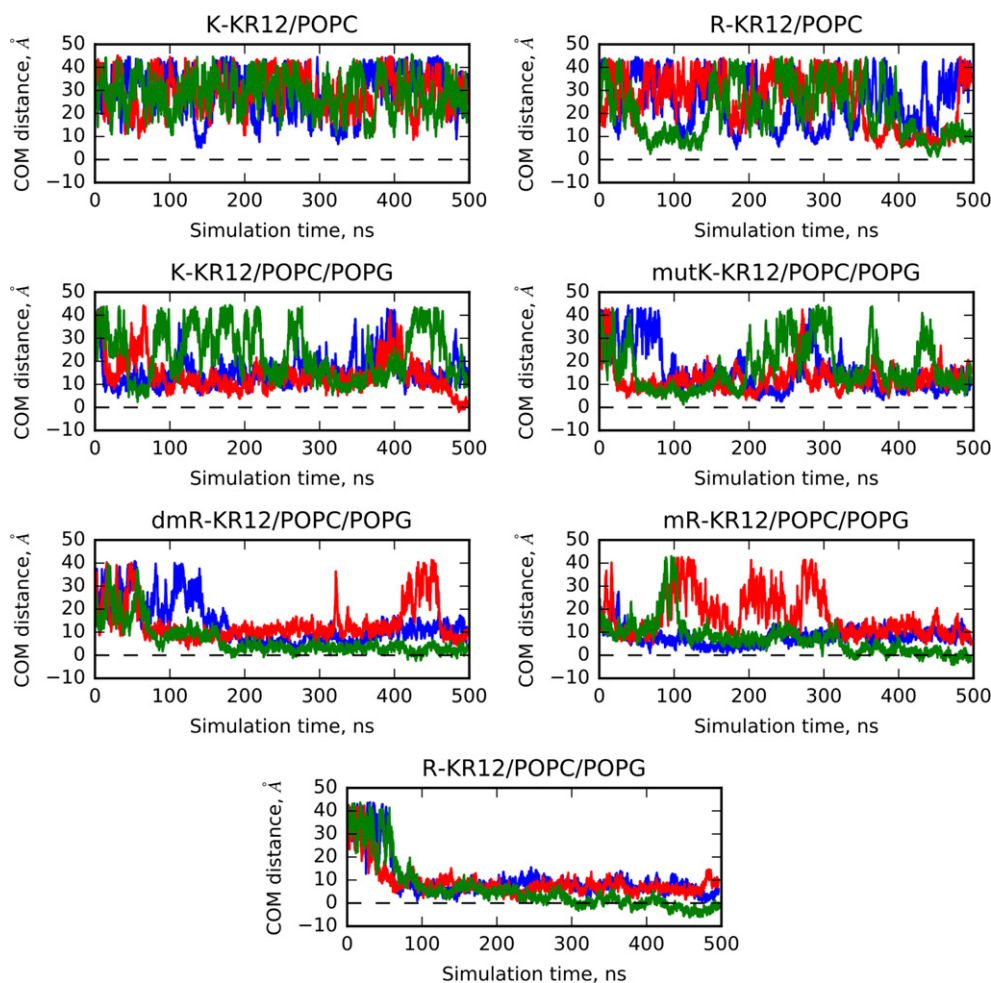 K-KR12/POPC
COM distance, Å
50
40
30
20
10
0
−10
0 100 200 300 400 500
Simulation time, ns
R-KR12/POPC
COM distance, Å
50
40
30
20
10
0
−10
0 100 200 300 400 500
Simulation time, ns
K-KR12/POPC/POPG
COM distance, Å
50
40
30
20
10
0
−10
0 100 200 300 400 500
Simulation time, ns
mutK-KR12/POPC/POPG
COM distance, Å
50
40
30
20
10
0
−10
0 100 200 300 400 500
Simulation time, ns
dmR-KR12/POPC/POPG
COM distance, Å
50
40
30
20
10
0
−10
0 100 200 300 400 500
Simulation time, ns
mR-KR12/POPC/POPG
COM distance, Å
50
40
30
20
10
0
−10
0 100 200 300 400 500
Simulation time, ns
R-KR12/POPC/POPG
COM distance, Å
50
40
30
20
10
0
−10
0 100 200 300 400 500
Simulation time, ns